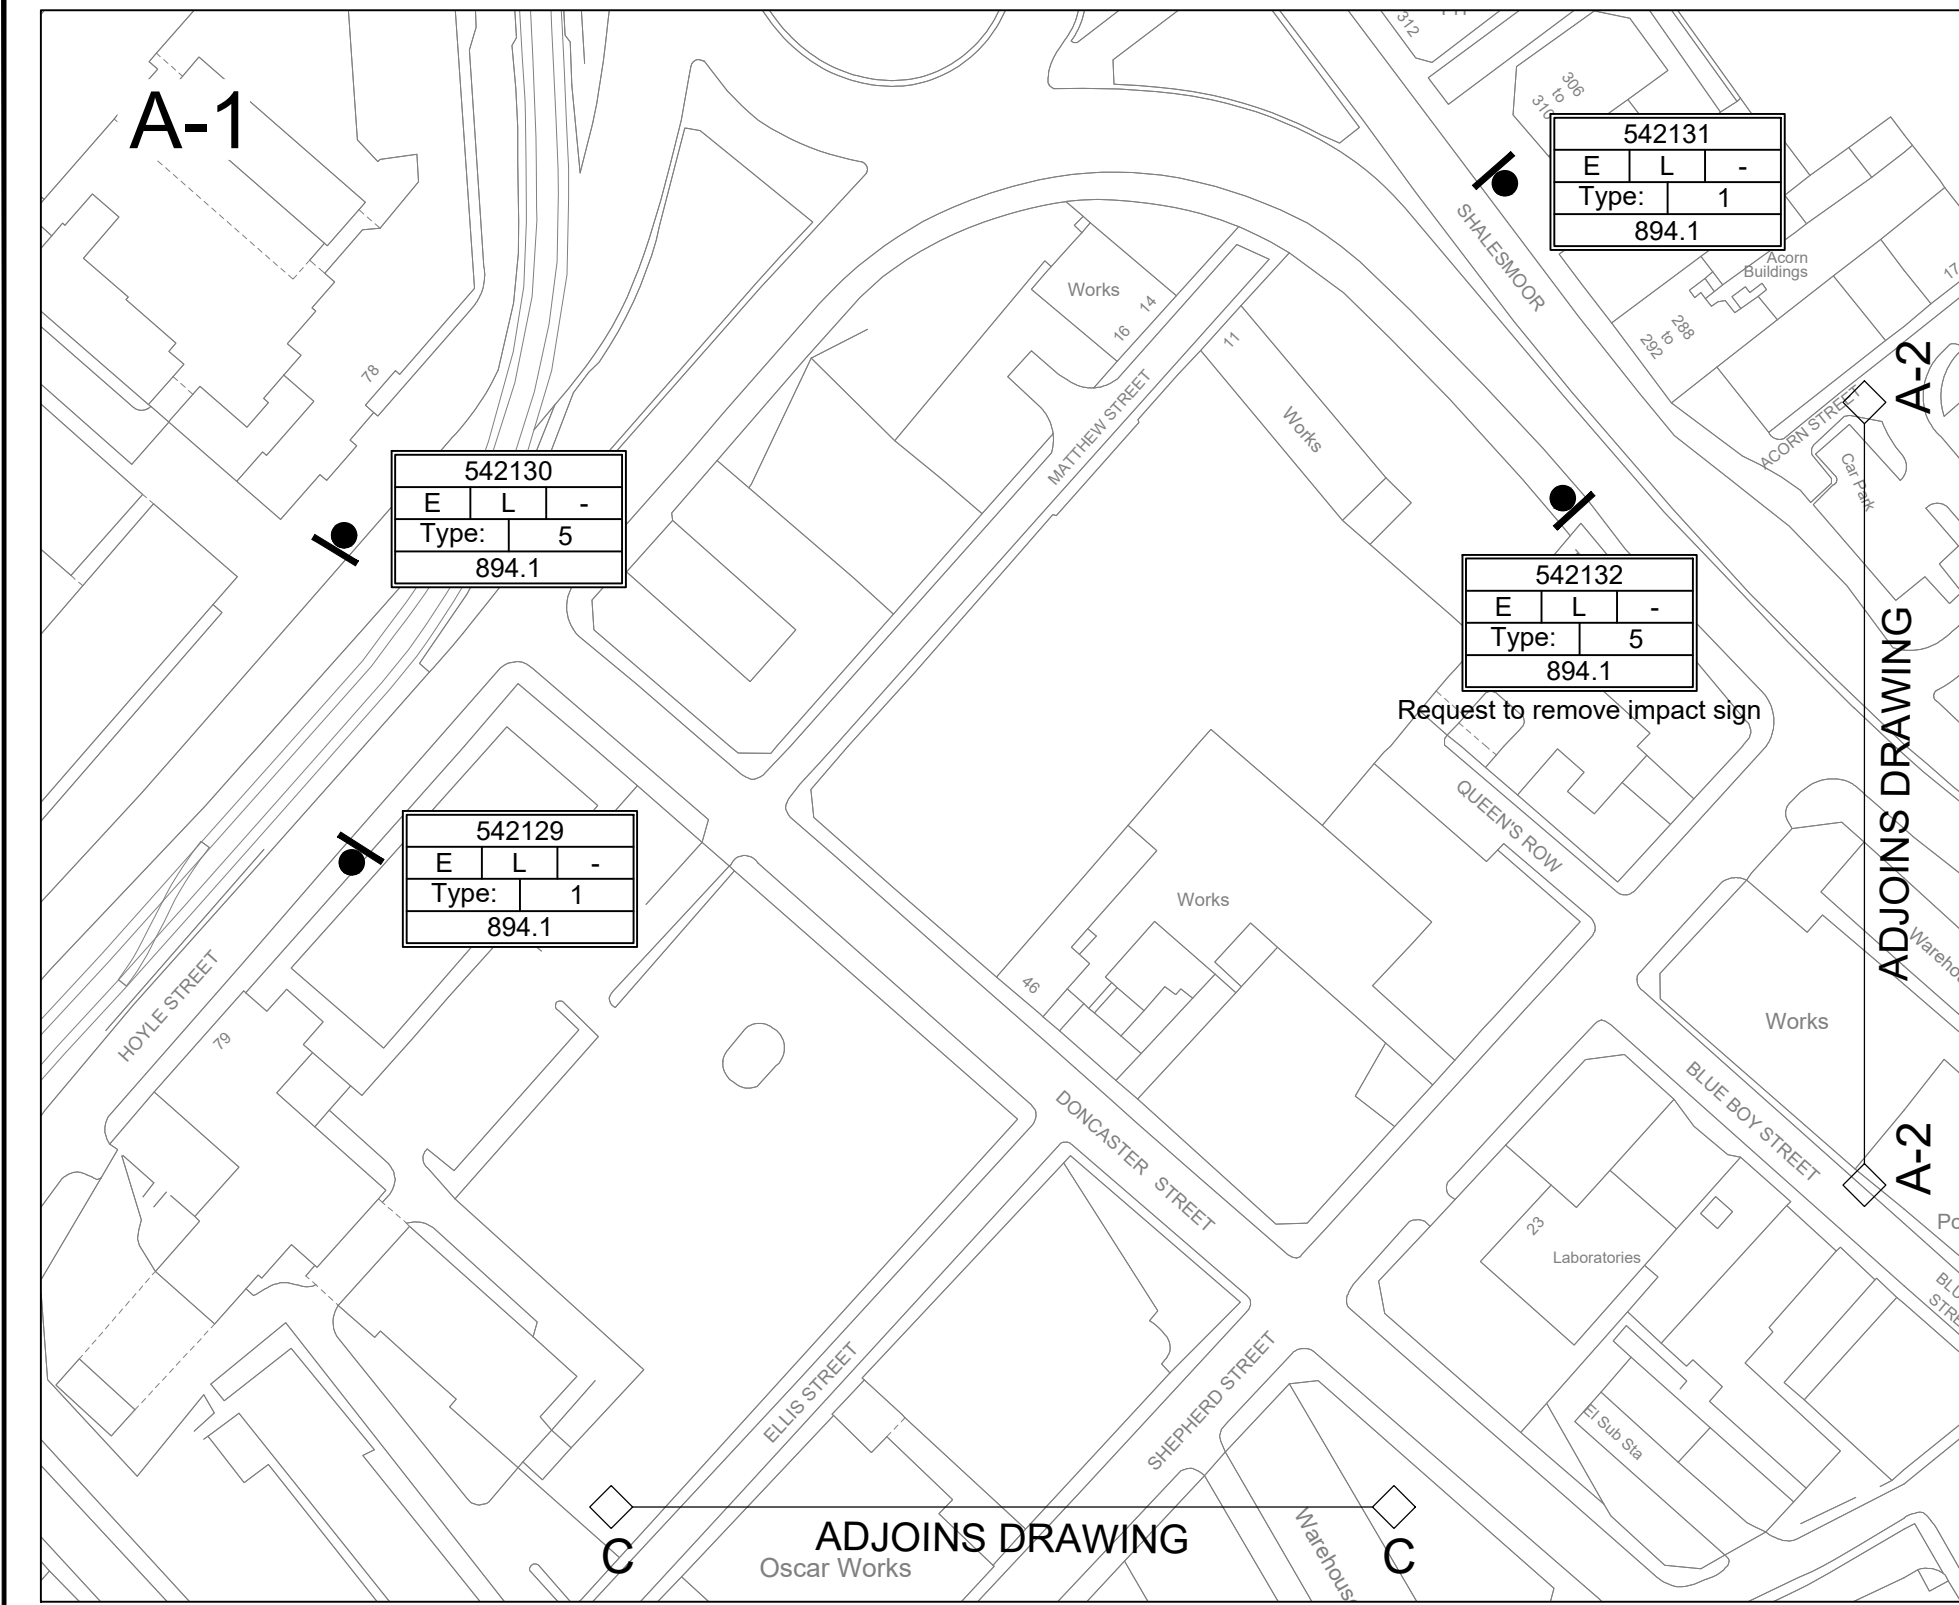 A-1
312
306
to
316
542131
E L -
Type: 1
894.1
SHALESMOOR
Acorn
Buildings
17
288
to
292
Works
14
16
11
MATTHEW STREET
Works
78
A-2
ACORN STREET
Car Park
542130
E L -
Type: 5
894.1
542132
E L -
Type: 5
894.1
Request to remove impact sign
ADJOINS DRAWING
QUEEN'S ROW
542129
E L -
Type: 1
894.1
Works
46
HOYLE STREET
79
Works
DONCASTER STREET
BLUE BOY STREET
A-2
23
Laboratories
El Sub Sta
ELLIS STREET
SHEPHERD STREET
C
ADJOINS DRAWING
C
Oscar Works